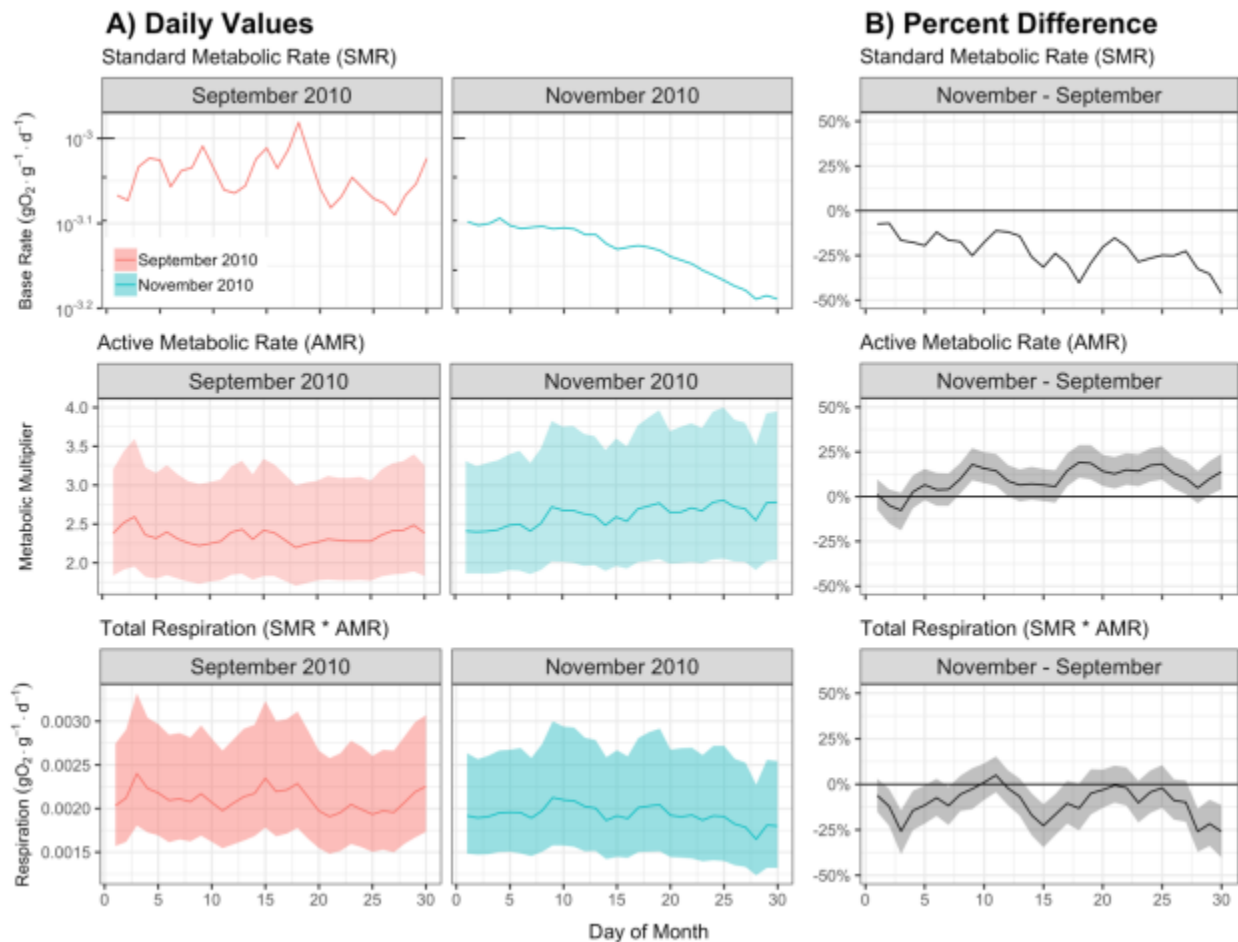 A) Daily Values
B) Percent Difference
Standard Metabolic Rate (SMR)
Standard Metabolic Rate (SMR)
September 2010
November 2010
November - September
Base Rate (gO₂ · g⁻¹ · d⁻¹)
10⁻³
10⁻³·¹
10⁻³·²
September 2010
November 2010
50%
25%
0%
-25%
-50%
Active Metabolic Rate (AMR)
Active Metabolic Rate (AMR)
September 2010
November 2010
November - September
Metabolic Multiplier
4.0
3.5
3.0
2.5
2.0
50%
25%
0%
-25%
-50%
Total Respiration (SMR * AMR)
Total Respiration (SMR * AMR)
September 2010
November 2010
November - September
Respiration (gO₂ · g⁻¹ · d⁻¹)
0.0030
0.0025
0.0020
0.0015
50%
25%
0%
-25%
-50%
0 5 10 15 20 25 30
0 5 10 15 20 25 30
0 5 10 15 20 25 30
Day of Month